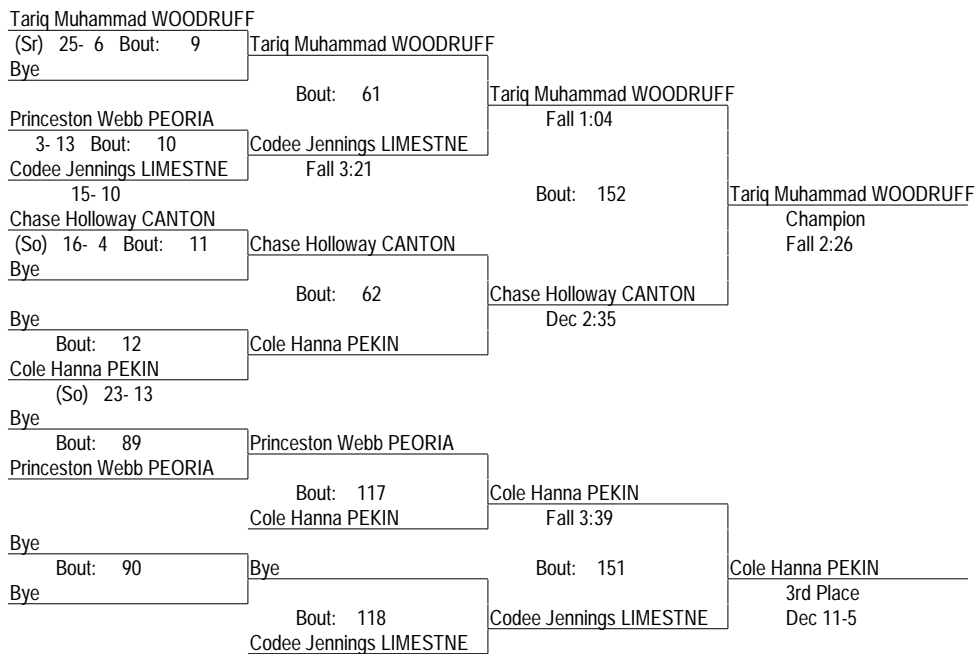 Tariq Muhammad WOODRUFF
(Sr) 25- 6 Bout: 9 Tariq Muhammad WOODRUFF
Bye
Bout: 61 Tariq Muhammad WOODRUFF
Princeston Webb PEORIA Fall 1:04
3- 13 Bout: 10 Codee Jennings LIMESTNE
Codee Jennings LIMESTNE Fall 3:21
15- 10 Bout: 152 Tariq Muhammad WOODRUFF
Chase Holloway CANTON Champion
(So) 16- 4 Bout: 11 Chase Holloway CANTON Fall 2:26
Bye
Bout: 62 Chase Holloway CANTON
Bye Dec 2:35
Bout: 12 Cole Hanna PEKIN
Cole Hanna PEKIN
(So) 23- 13
Bye
Bout: 89 Princeston Webb PEORIA
Princeston Webb PEORIA
Bout: 117 Cole Hanna PEKIN
Cole Hanna PEKIN Fall 3:39
Bye
Bout: 90 Bye Bout: 151 Cole Hanna PEKIN
Bye 3rd Place
Bout: 118 Codee Jennings LIMESTNE Dec 11-5
Codee Jennings LIMESTNE